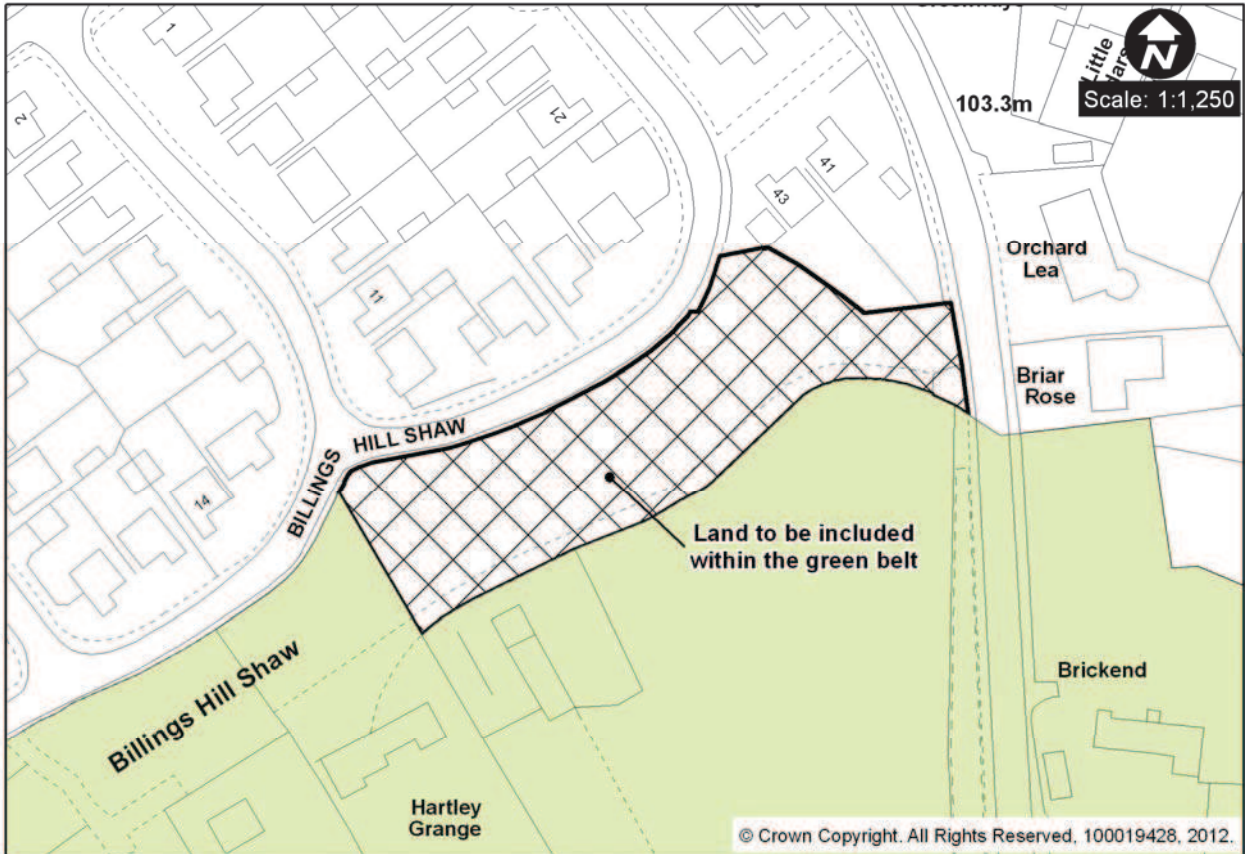 1
2
21
N
Little
103.3m
Scale: 1:1,250
41
43
Orchard
Lea
11
Briar
Rose
BILLINGS HILL SHAW
14
Land to be included
within the green belt
Brickend
Billings Hill Shaw
Hartley
Grange
© Crown Copyright. All Rights Reserved, 100019428, 2012.